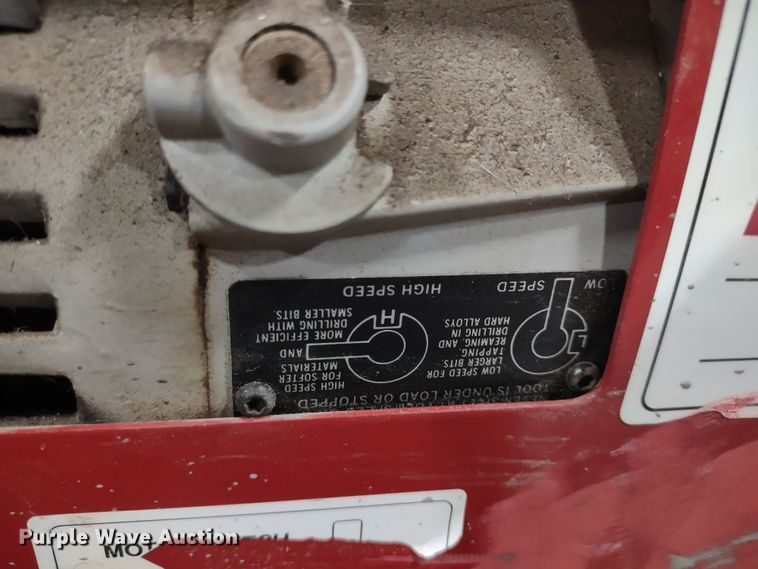 TOOL IS UNDER LOAD OR STOPPED.
LOW SPEED FOR
LARGER BITS,
TAPPING,
REAMING, AND
DRILLING IN
HARD ALLOYS
L
LOW SPEED
HIGH SPEED
FOR SOFTER
MATERIALS
AND
MORE EFFICIENT
DRILLING WITH
SMALLER BITS.
H
HIGH SPEED
Purple Wave Auction